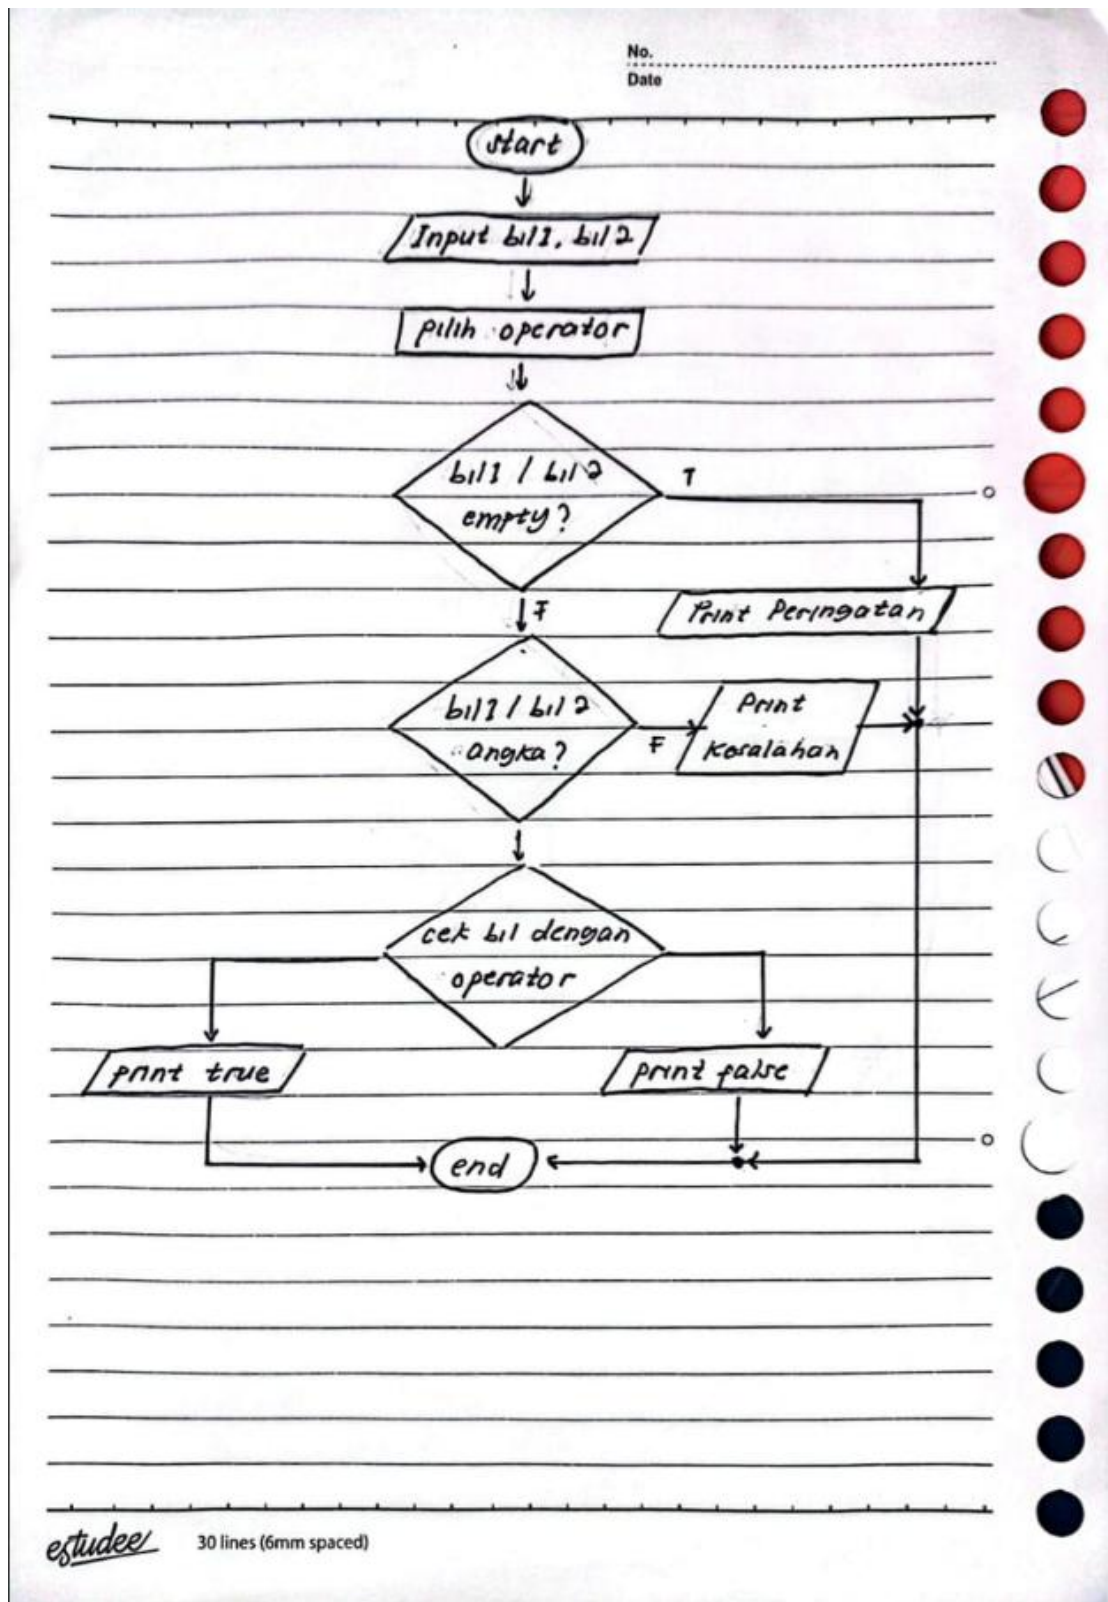 No.
Date
start
Input bil1, bil2
pilih operator
bil1 / bil2
empty?
T
F
Print Peringatan
bil1 / bil2
angka?
F
Print
Kesalahan
cek bil dengan
operator
print true
print false
end
estudee
30 lines (6mm spaced)